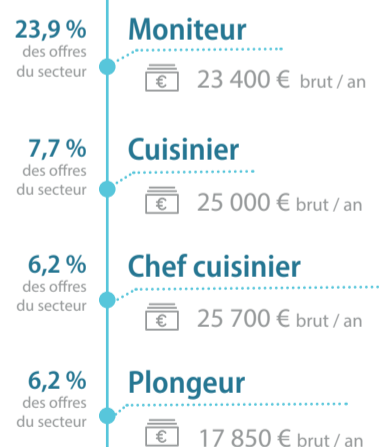 23,9 %
des offres
du secteur
Moniteur
€ 23 400 € brut / an
7,7 %
des offres
du secteur
Cuisinier
€ 25 000 € brut / an
6,2 %
des offres
du secteur
Chef cuisinier
€ 25 700 € brut / an
6,2 %
des offres
du secteur
Plongeur
€ 17 850 € brut / an